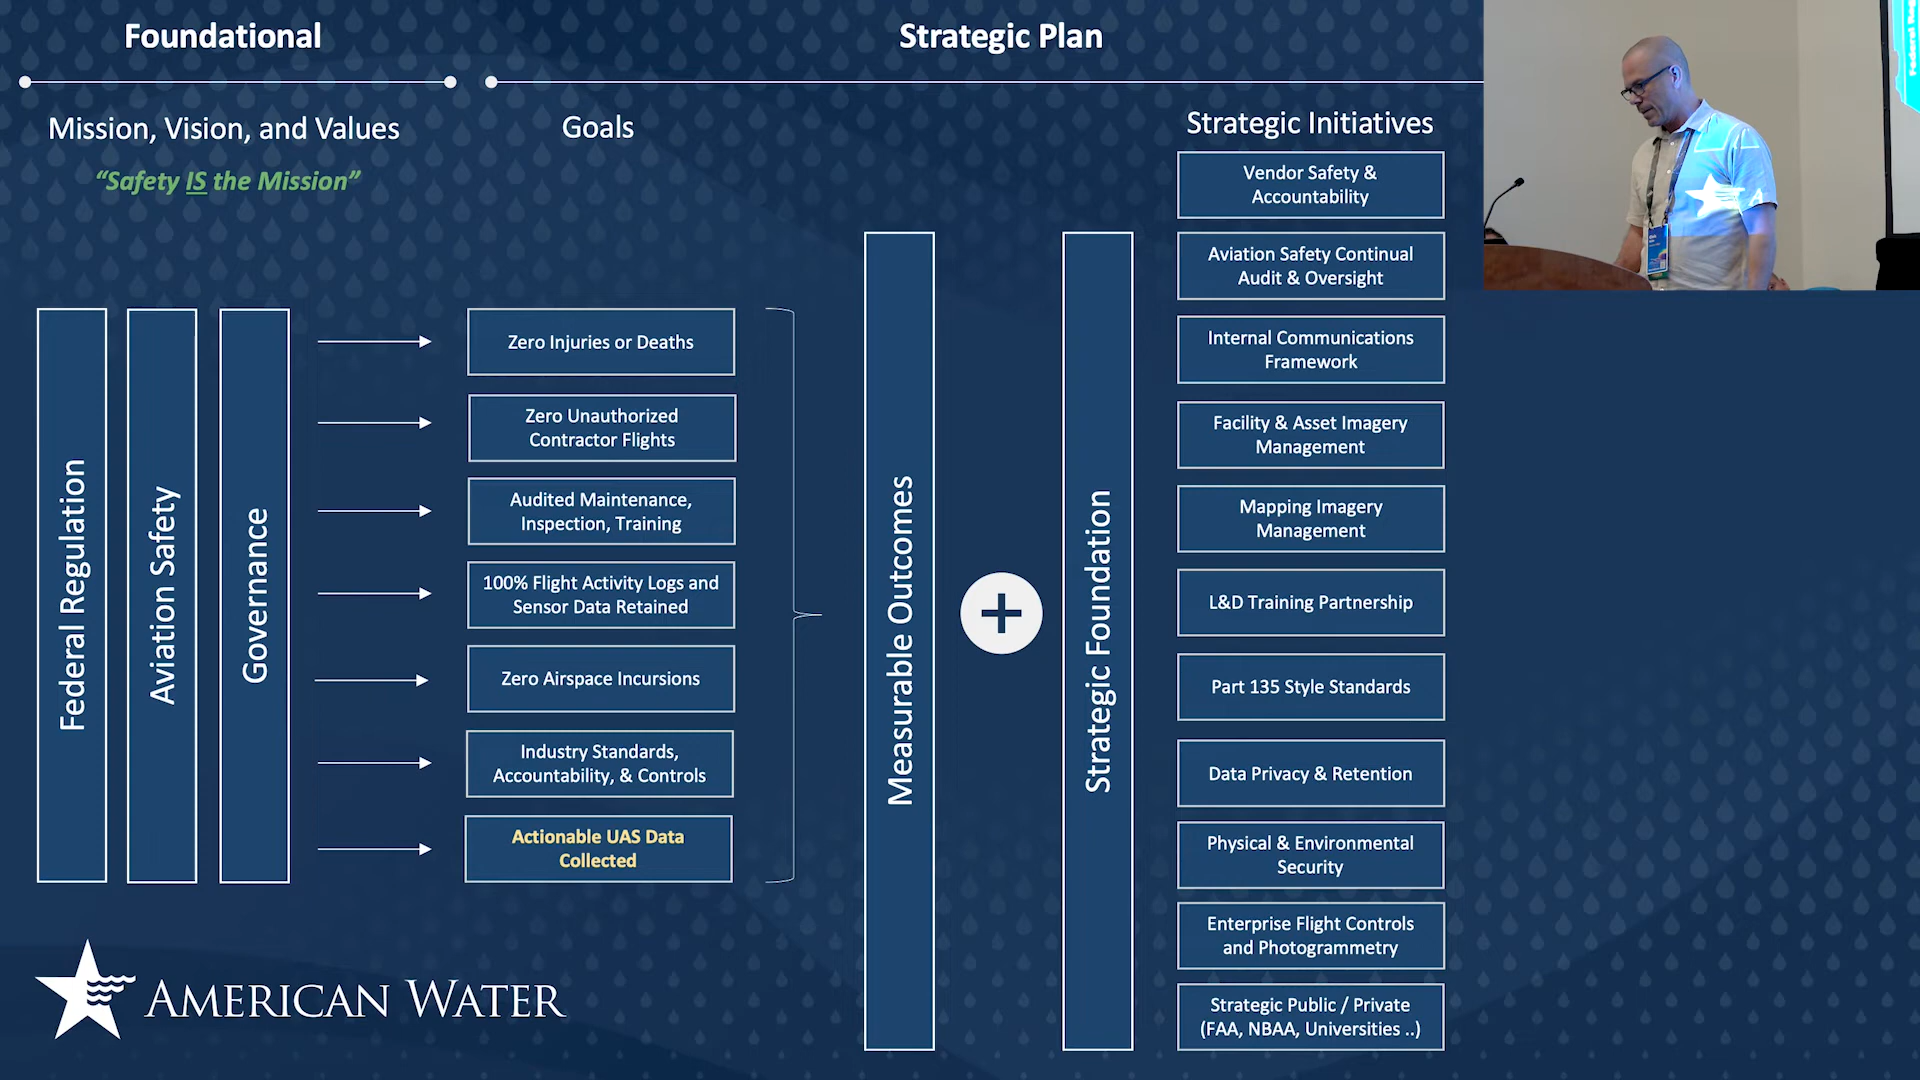 Foundational
Strategic Plan
Mission, Vision, and Values
“Safety IS the Mission”
Goals
Strategic Initiatives
Federal Regulation
Aviation Safety
Governance
Zero Injuries or Deaths
Zero Unauthorized
Contractor Flights
Audited Maintenance,
Inspection, Training
100% Flight Activity Logs and
Sensor Data Retained
Zero Airspace Incursions
Industry Standards,
Accountability, & Controls
Actionable UAS Data
Collected
Measurable Outcomes
+
Strategic Foundation
Vendor Safety &
Accountability
Aviation Safety Continual
Audit & Oversight
Internal Communications
Framework
Facility & Asset Imagery
Management
Mapping Imagery
Management
L&D Training Partnership
Part 135 Style Standards
Data Privacy & Retention
Physical & Environmental
Security
Enterprise Flight Controls
and Photogrammetry
Strategic Public / Private
(FAA, NBAA, Universities ..)
AMERICAN WATER